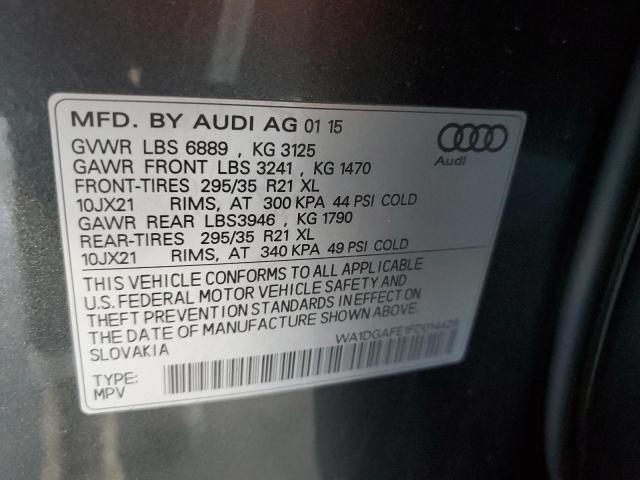 MFD. BY AUDI AG 01 15
GVWR LBS 6889 , KG 3125
GAWR FRONT LBS 3241 , KG 1470
FRONT-TIRES 295/35 R21 XL
10JX21 RIMS, AT 300 KPA 44 PSI COLD
GAWR REAR LBS3946 , KG 1790
REAR-TIRES 295/35 R21 XL
10JX21 RIMS, AT 340 KPA 49 PSI COLD
Audi
THIS VEHICLE CONFORMS TO ALL APPLICABLE
U.S. FEDERAL MOTOR VEHICLE SAFETY AND
THEFT PREVENTION STANDARDS IN EFFECT ON
THE DATE OF MANUFACTURE SHOWN ABOVE.
SLOVAKIA
TYPE:
MPV